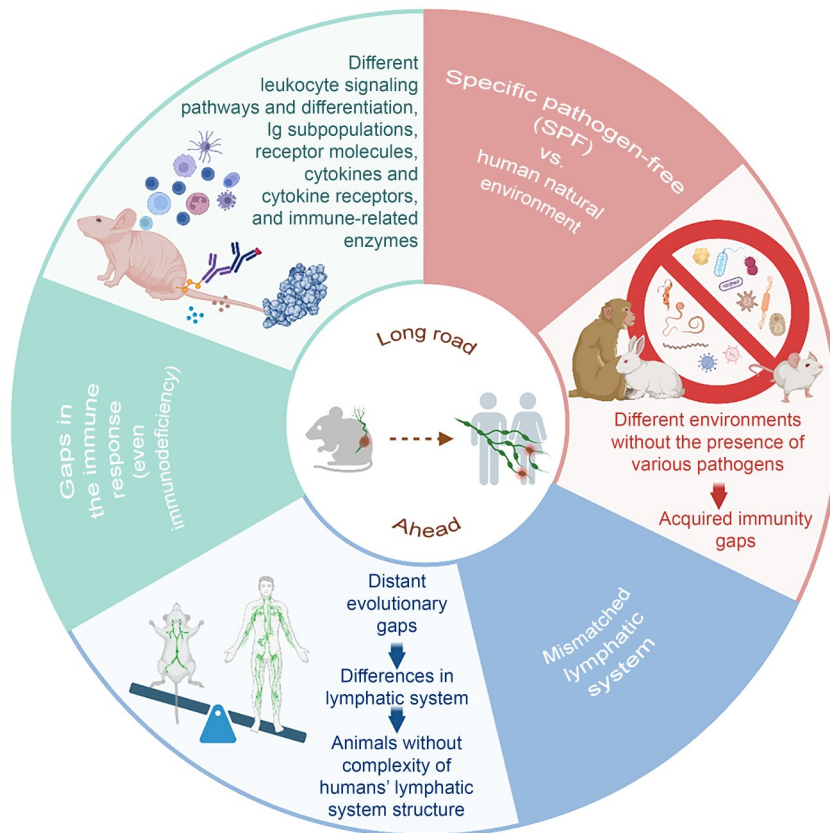 Different
leukocyte signaling
pathways and differentiation,
Ig subpopulations,
receptor molecules,
cytokines and
cytokine receptors,
and immune-related
enzymes
Specific pathogen-free
(SPF)
vs.
human natural
environment
Different environments
without the presence of
various pathogens
Acquired immunity
gaps
Mismatched
lymphatic
system
Distant
evolutionary
gaps
Differences in
lymphatic system
Animals without
complexity of
humans' lymphatic
system structure
Gaps in
the immune
response
(even
immunodeficiency)
Long road
Ahead